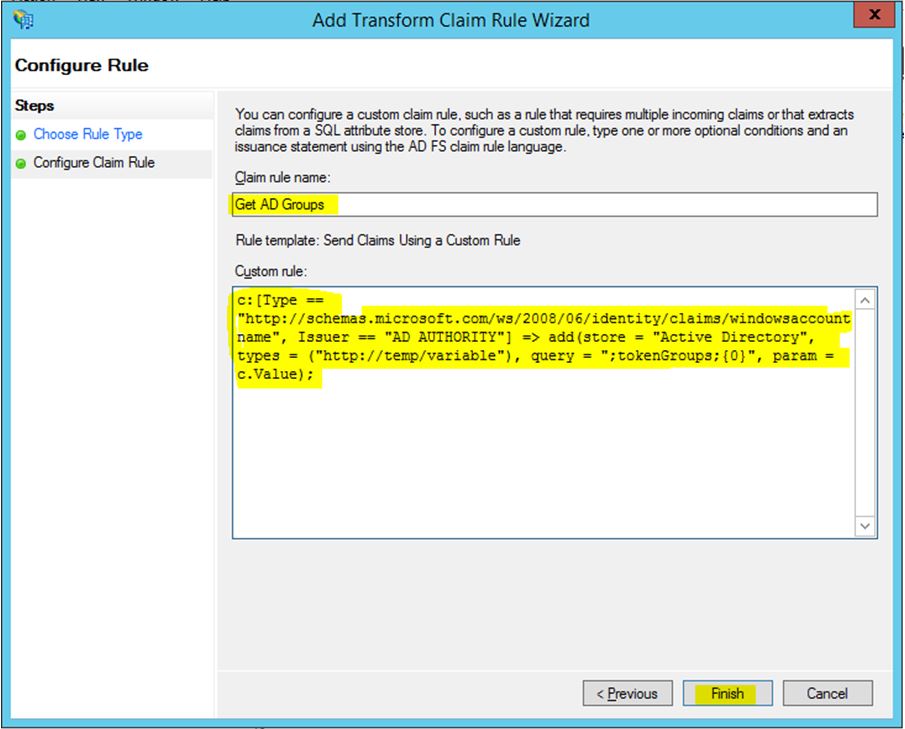 Add Transform Claim Rule Wizard
X
Configure Rule
Steps
Choose Rule Type
Configure Claim Rule
You can configure a custom claim rule, such as a rule that requires multiple incoming claims or that extracts
claims from a SQL attribute store. To configure a custom rule, type one or more optional conditions and an
issuance statement using the AD FS claim rule language.
Claim rule name:
Get AD Groups
Rule template: Send Claims Using a Custom Rule
Custom rule:
c:[Type ==
"http://schemas.microsoft.com/ws/2008/06/identity/claims/windowsaccount
name", Issuer == "AD AUTHORITY"] => add(store = "Active Directory",
types = ("http://temp/variable"), query = ";tokenGroups;{0}", param =
c.Value);
< Previous
Finish
Cancel